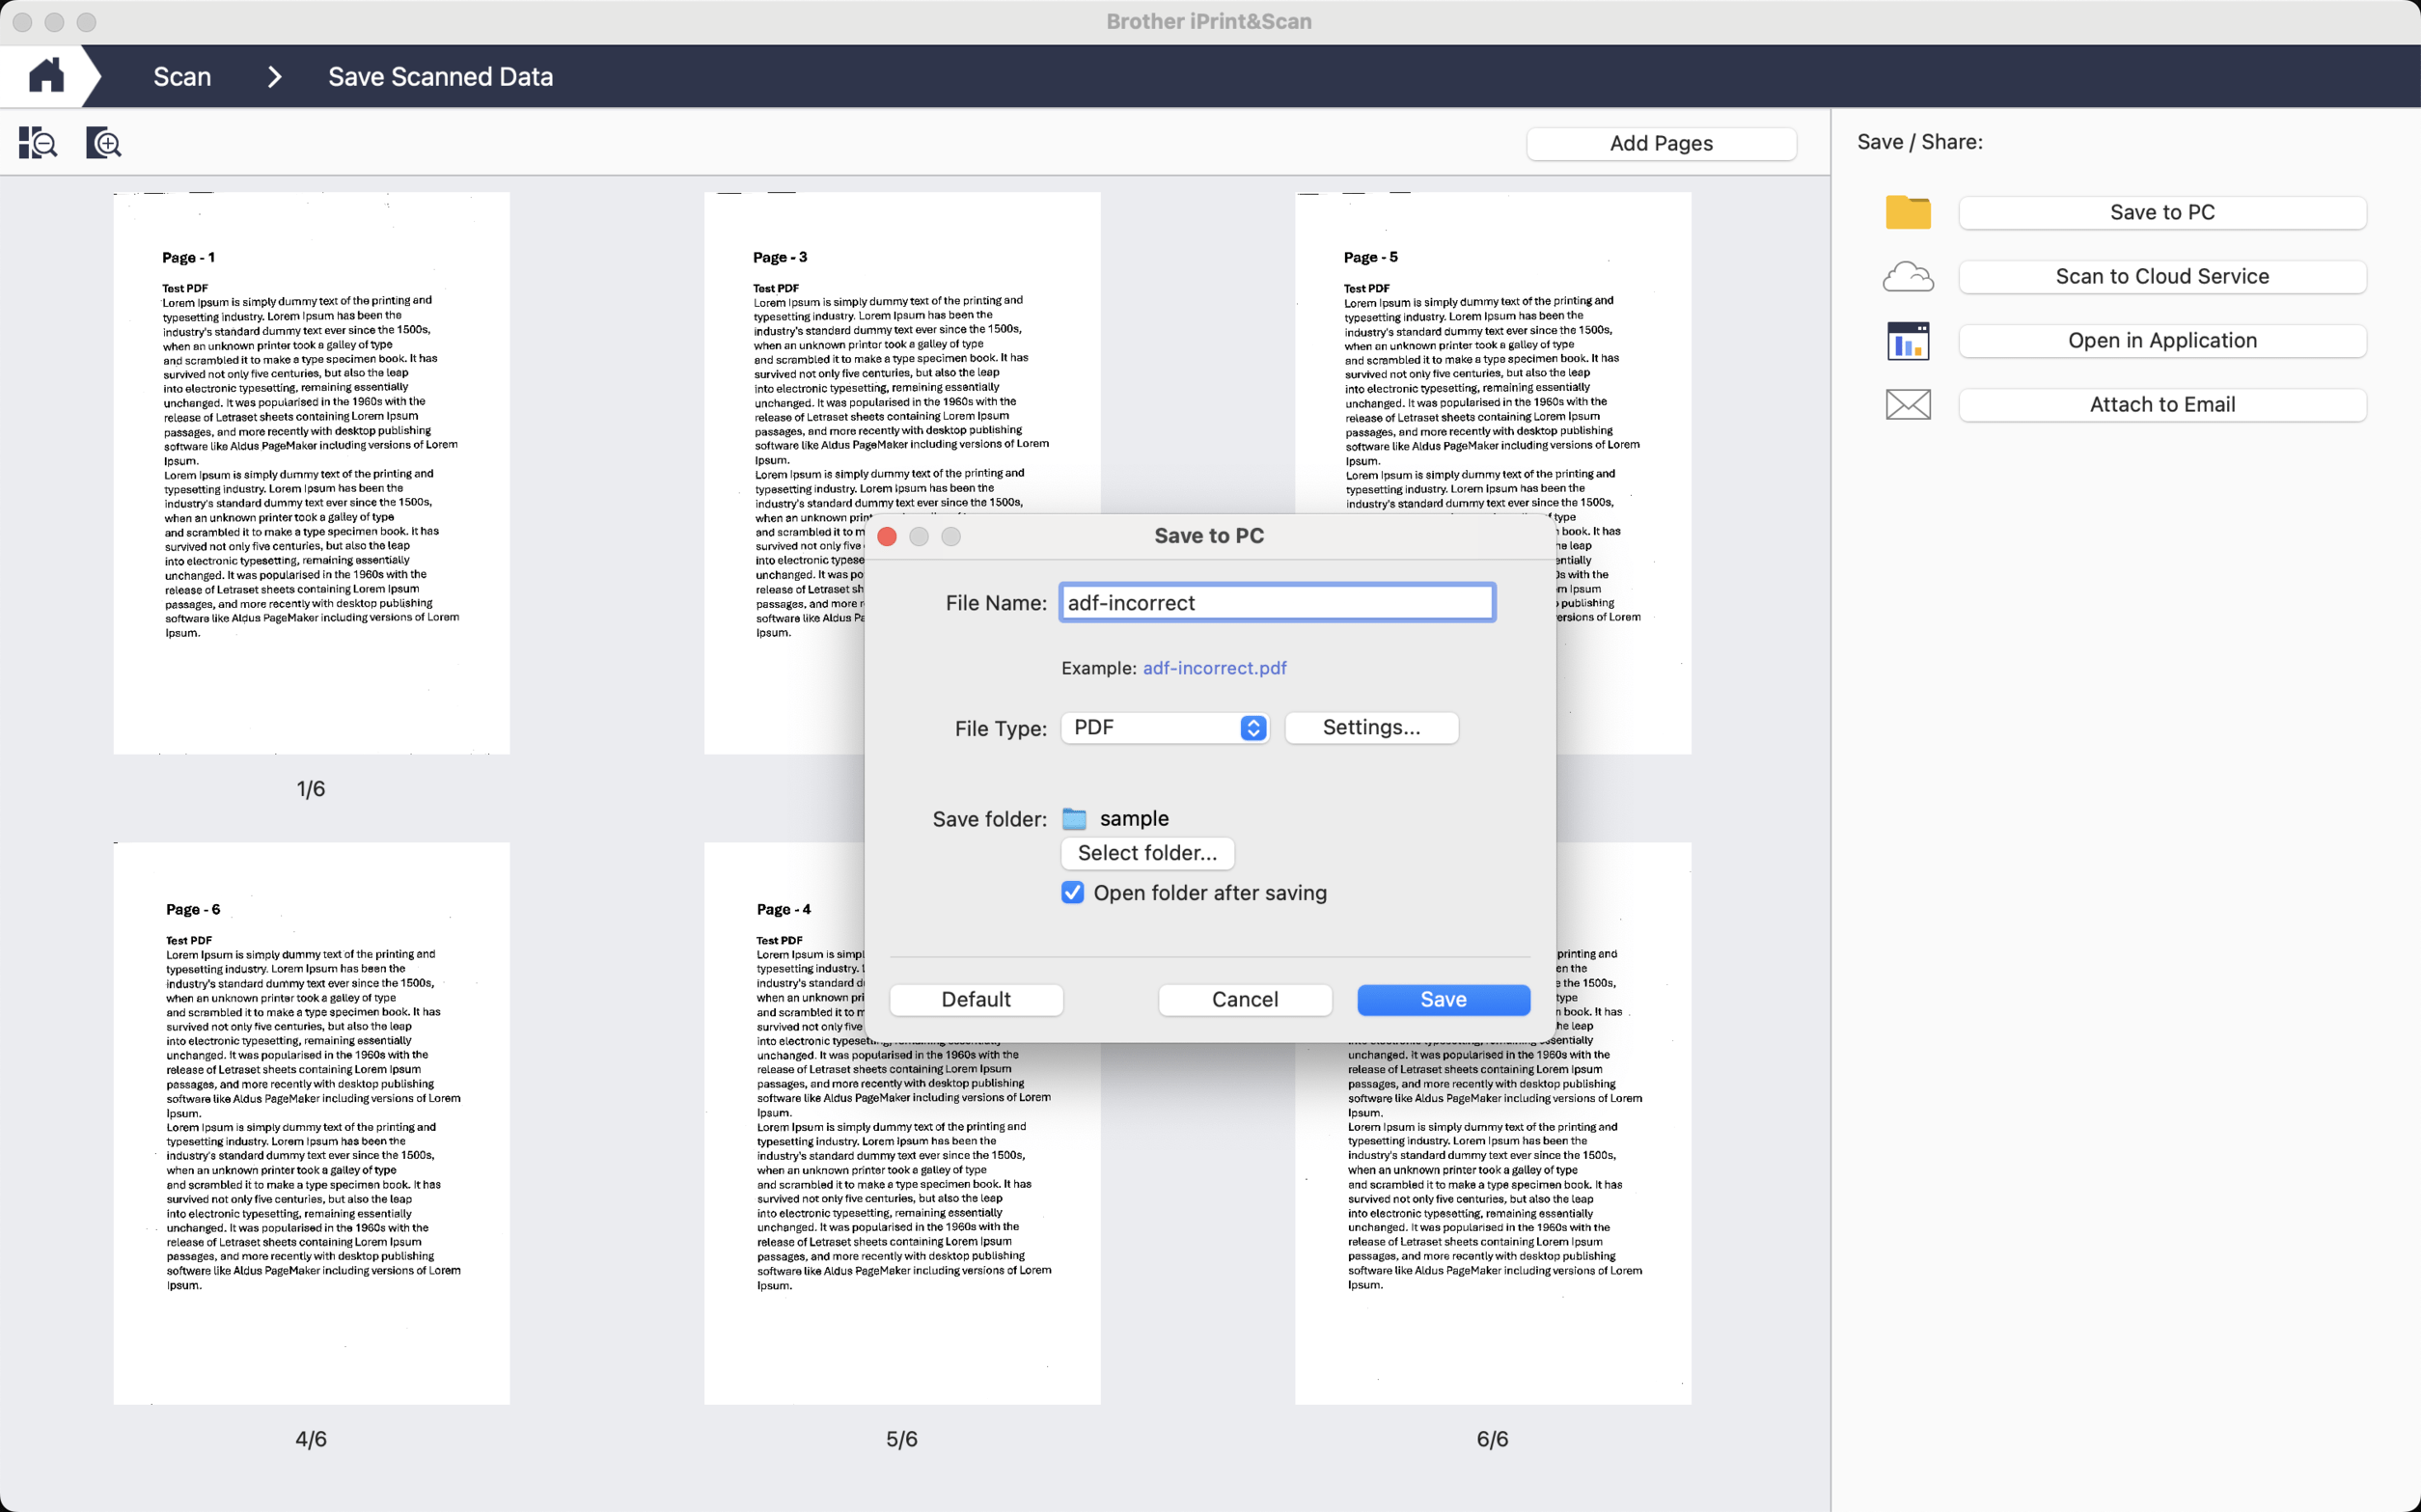 Brother iPrint&Scan
Scan
Save Scanned Data
Add Pages
Save / Share:
Save to PC
Scan to Cloud Service
Open in Application
Attach to Email
Page - 1
Test PDF
Lorem Ipsum is simply dummy text of the printing and
typesetting industry. Lorem Ipsum has been the
industry's standard dummy text ever since the 1500s,
when an unknown printer took a galley of type
and scrambled it to make a type specimen book. It has
survived not only five centuries, but also the leap
into electronic typesetting, remaining essentially
unchanged. It was popularised in the 1960s with the
release of Letraset sheets containing Lorem Ipsum
passages, and more recently with desktop publishing
software like Aldus PageMaker including versions of Lorem
Ipsum.
Lorem Ipsum is simply dummy text of the printing and
typesetting industry. Lorem Ipsum has been the
industry's standard dummy text ever since the 1500s,
when an unknown printer took a galley of type
and scrambled it to make a type specimen book. It has
survived not only five centuries, but also the leap
into electronic typesetting, remaining essentially
unchanged. It was popularised in the 1960s with the
release of Letraset sheets containing Lorem Ipsum
passages, and more recently with desktop publishing
software like Aldus PageMaker including versions of Lorem
Ipsum.
1/6
Page - 3
Test PDF
Lorem Ipsum is simply dummy text of the printing and
typesetting industry. Lorem Ipsum has been the
industry's standard dummy text ever since the 1500s,
when an unknown printer took a galley of type
and scrambled it to make a type specimen book. It has
survived not only five centuries, but also the leap
into electronic typesetting, remaining essentially
unchanged. It was popularised in the 1960s with the
release of Letraset sheets containing Lorem Ipsum
passages, and more recently with desktop publishing
software like Aldus PageMaker including versions of Lorem
Ipsum.
Lorem Ipsum is simply dummy text of the printing and
typesetting industry. Lorem Ipsum has been the
industry's standard dummy text ever since the 1500s,
when an unknown
and scrambled it to
survived not only five
into electronic
unchanged. It was
release of Letraset
passages, and more
software like Aldus
Ipsum.
Page - 5
Test PDF
Lorem Ipsum is simply dummy text of the printing and
typesetting industry. Lorem Ipsum has been the
industry's standard dummy text ever since the 1500s,
when an unknown printer took a galley of type
and scrambled it to make a type specimen book. It has
survived not only five centuries, but also the leap
into electronic typesetting, remaining essentially
unchanged. It was popularised in the 1960s with the
release of Letraset sheets containing Lorem Ipsum
passages, and more recently with desktop publishing
software like Aldus PageMaker including versions of Lorem
Ipsum.
Lorem Ipsum is simply dummy text of the printing and
typesetting industry. Lorem Ipsum has been the
industry's standard dummy text ever since the 1500s,
type
book. It has
leap
with the
Ipsum
publishing
of Lorem
Save to PC
File Name: adf-incorrect
Example: adf-incorrect.pdf
File Type: PDF Settings...
Save folder: sample
Select folder...
Open folder after saving
Default Cancel Save
Page - 6
Test PDF
Lorem Ipsum is simply dummy text of the printing and
typesetting industry. Lorem Ipsum has been the
industry's standard dummy text ever since the 1500s,
when an unknown printer took a galley of type
and scrambled it to make a type specimen book. It has
survived not only five centuries, but also the leap
into electronic typesetting, remaining essentially
unchanged. It was popularised in the 1960s with the
release of Letraset sheets containing Lorem Ipsum
passages, and more recently with desktop publishing
software like Aldus PageMaker including versions of Lorem
Ipsum.
Lorem Ipsum is simply dummy text of the printing and
typesetting industry. Lorem Ipsum has been the
industry's standard dummy text ever since the 1500s,
when an unknown printer took a galley of type
and scrambled it to make a type specimen book. It has
survived not only five centuries, but also the leap
into electronic typesetting, remaining essentially
unchanged. It was popularised in the 1960s with the
release of Letraset sheets containing Lorem Ipsum
passages, and more recently with desktop publishing
software like Aldus PageMaker including versions of Lorem
Ipsum.
4/6
Page - 4
Test PDF
Lorem Ipsum is
typesetting industry.
industry's standard
when an unknown
and scrambled it to
survived not only five
into electronic
unchanged. It was popularised in the 1960s with the
release of Letraset sheets containing Lorem Ipsum
passages, and more recently with desktop publishing
software like Aldus PageMaker including versions of Lorem
Ipsum.
Lorem Ipsum is simply dummy text of the printing and
typesetting industry. Lorem Ipsum has been the
industry's standard dummy text ever since the 1500s,
when an unknown printer took a galley of type
and scrambled it to make a type specimen book. It has
survived not only five centuries, but also the leap
into electronic typesetting, remaining essentially
unchanged. It was popularised in the 1960s with the
release of Letraset sheets containing Lorem Ipsum
passages, and more recently with desktop publishing
software like Aldus PageMaker including versions of Lorem
Ipsum.
5/6
printing and
the
the 1500s,
type
book. It has
leap
unchanged. It was popularised in the 1960s with the
release of Letraset sheets containing Lorem Ipsum
passages, and more recently with desktop publishing
software like Aldus PageMaker including versions of Lorem
Ipsum.
Lorem Ipsum is simply dummy text of the printing and
typesetting industry. Lorem Ipsum has been the
industry's standard dummy text ever since the 1500s,
when an unknown printer took a galley of type
and scrambled it to make a type specimen book. It has
survived not only five centuries, but also the leap
into electronic typesetting, remaining essentially
unchanged. It was popularised in the 1960s with the
release of Letraset sheets containing Lorem Ipsum
passages, and more recently with desktop publishing
software like Aldus PageMaker including versions of Lorem
Ipsum.
6/6